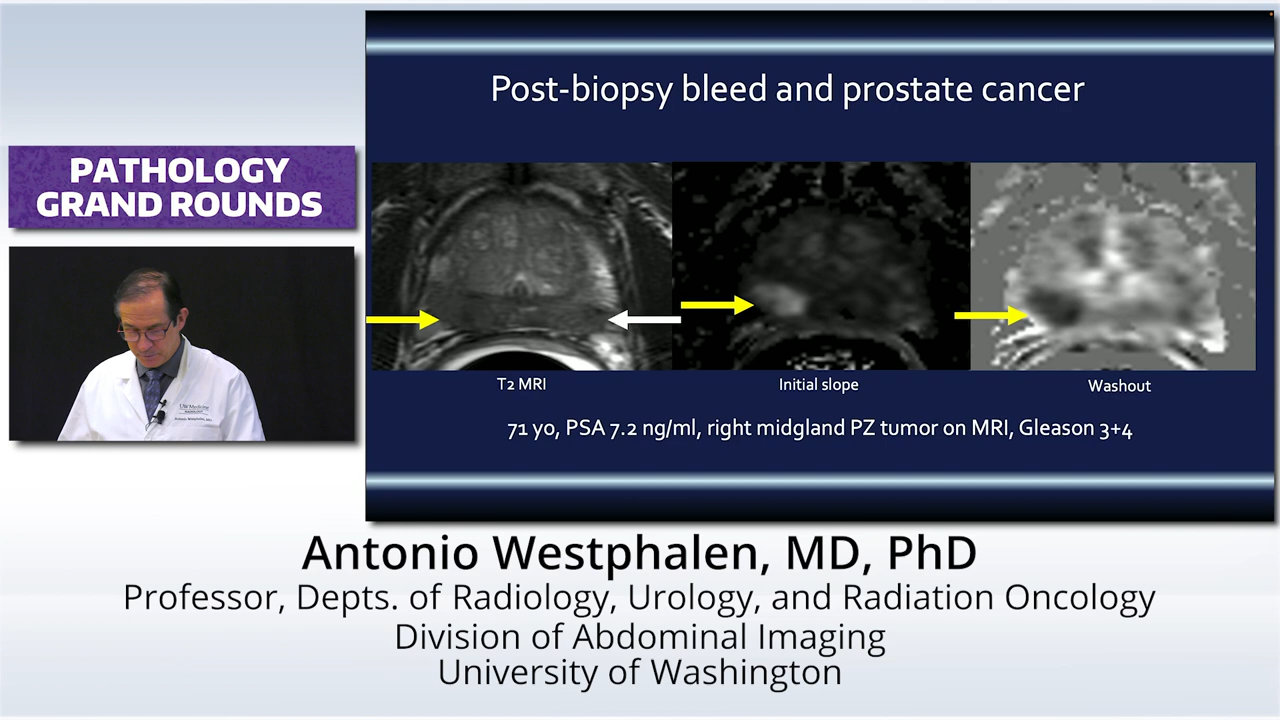 PATHOLOGY
GRAND ROUNDS
UW Medicine
Post-biopsy bleed and prostate cancer
T2 MRI
Initial slope
Washout
71 yo, PSA 7.2 ng/ml, right midgland PZ tumor on MRI, Gleason 3+4
Antonio Westphalen, MD, PhD
Professor, Depts. of Radiology, Urology, and Radiation Oncology
Division of Abdominal Imaging
University of Washington